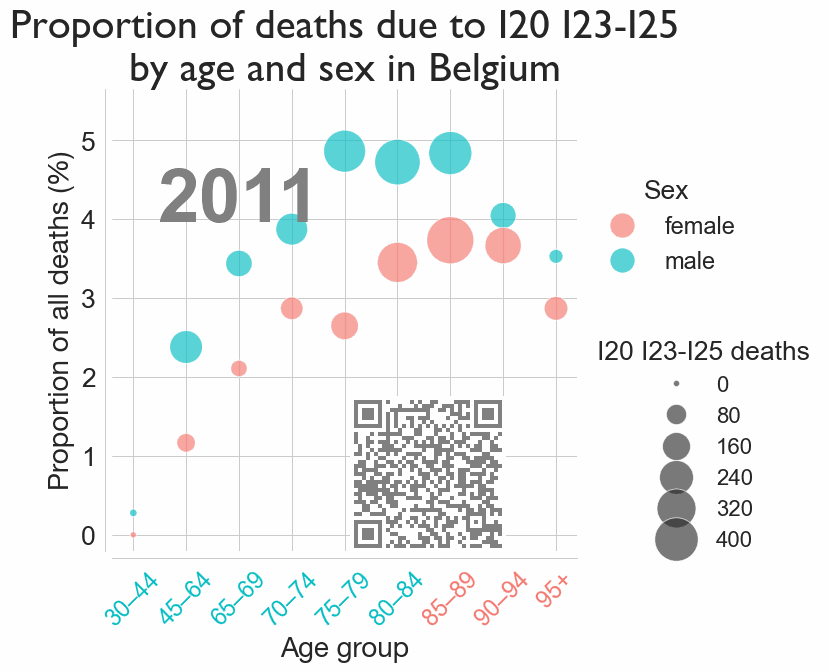 Proportion of deaths due to I20 I23-I25
by age and sex in Belgium
Proportion of all deaths (%)
5
4
3
2
1
0
2011
30–44
45–64
65–69
70–74
75–79
80–84
85–89
90–94
95+
Age group
Sex
female
male
I20 I23-I25 deaths
0
80
160
240
320
400